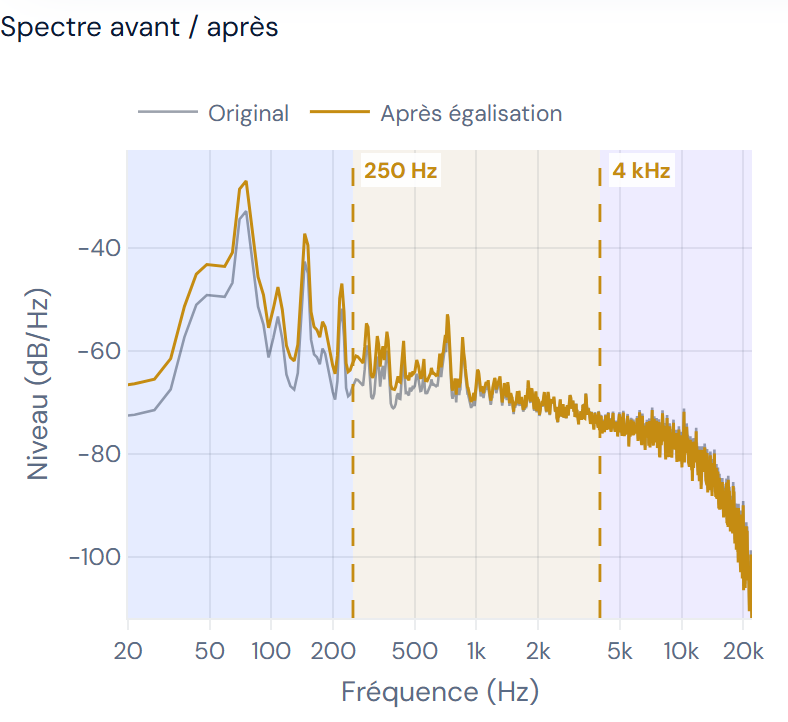 Spectre avant / après
Original
Après égalisation
250 Hz
4 kHz
Niveau (dB/Hz)
−40
−60
−80
−100
20
50
100
200
500
1k
2k
5k
10k
20k
Fréquence (Hz)